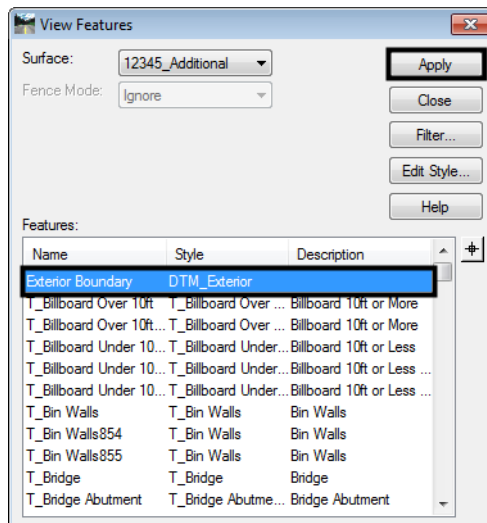 View Features
Surface: 12345_Additional Apply
Fence Mode: Ignore Close
Filter...
Edit Style...
Help
Features:
Name Style Description
Exterior Boundary DTM_Exterior
T_Billboard Over 10ft T_Billboard Over ... Billboard 10ft or More
T_Billboard Over 10ft... T_Billboard Over ... Billboard 10ft or More
T_Billboard Under 10... T_Billboard Under... Billboard 10ft or Less
T_Billboard Under 10... T_Billboard Under... Billboard 10ft or Less ...
T_Billboard Under 10... T_Billboard Under... Billboard 10ft or Less ...
T_Bin Walls T_Bin Walls Bin Walls
T_Bin Walls854 T_Bin Walls Bin Walls
T_Bin Walls855 T_Bin Walls Bin Walls
T_Bridge T_Bridge Bridge
T_Bridge Abutment T_Bridge Abutme... Bridge Abutment